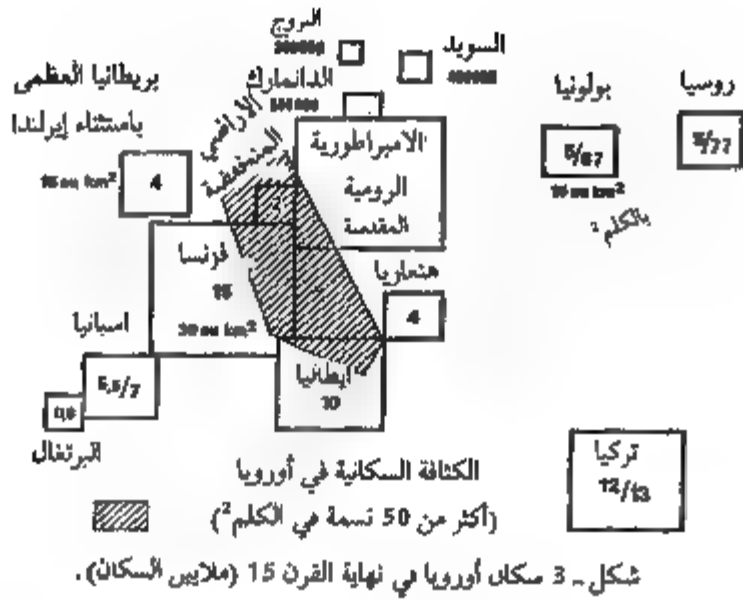 النروج
السويد
الدانمارك
الأراضي
المنخفضة
بريطانيا العظمى
باستثناء إيرلندا
4
بولونيا
روسيا
5/77
الامبراطورية
الرومية
المقدسة
بالكلم²
2
فرنسا
15
هنغاريا
4
اسبانيا
5,5/7
البرتغال
ايطاليا
10
تركيا
12/13
الكثافة السكانية في أوروبا
(أكثر من 50 نسمة في الكلم²)
شكل - 3 سكان أوروبا في نهاية القرن 15 (ملايين السكان).